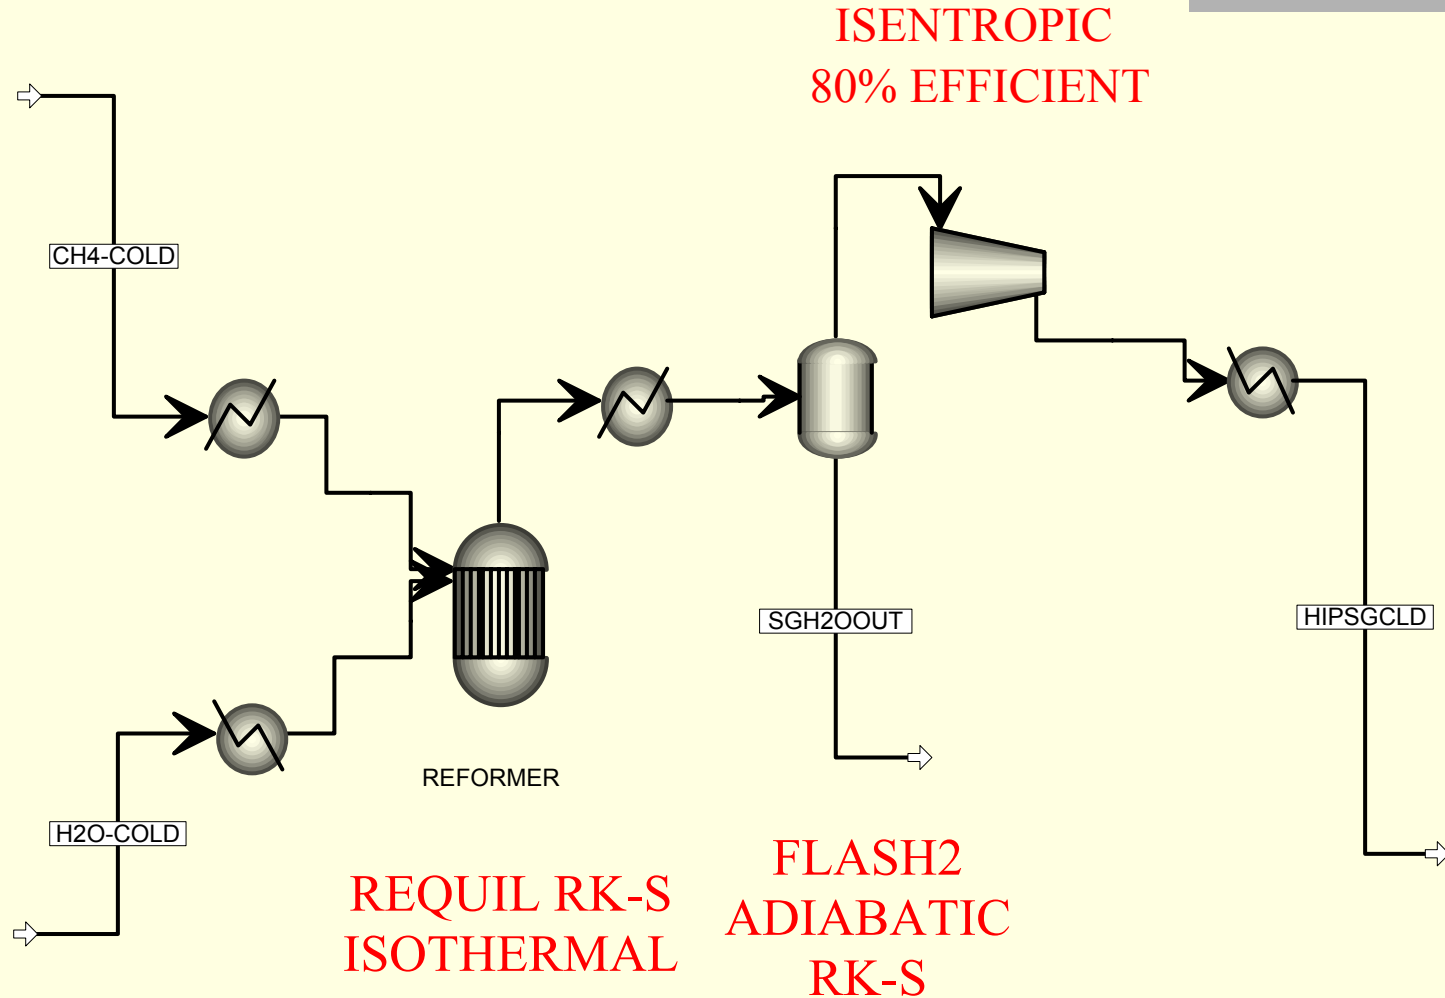 ISENTROPIC
80% EFFICIENT
CH4-COLD
SGH2OOUT
HIPSGCLD
REFORMER
H2O-COLD
REQUIL RK-S
ISOTHERMAL
FLASH2
ADIABATIC
RK-S